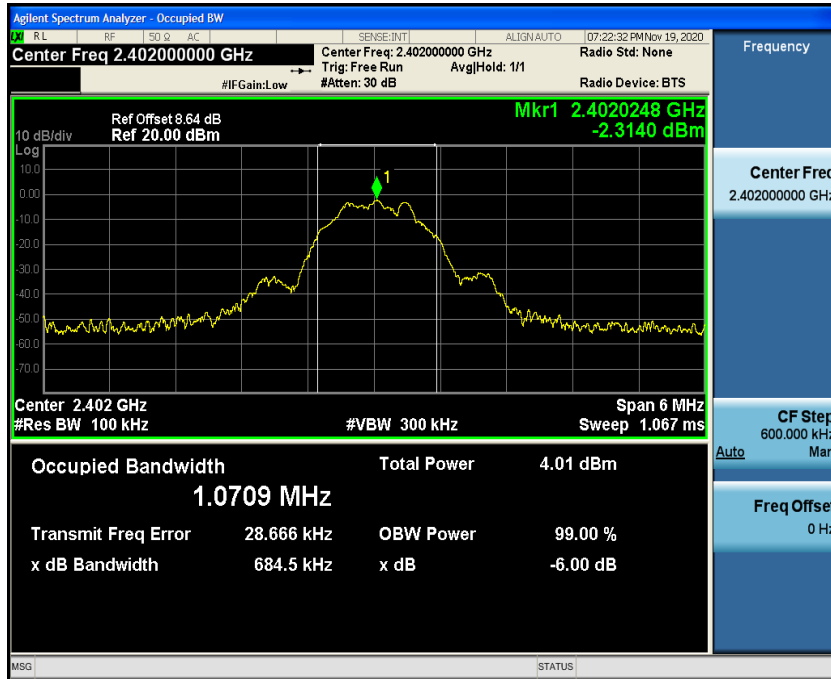 Agilent Spectrum Analyzer - Occupied BW
LXI RL RF 50 Ω AC SENSE:INT ALIGN AUTO 07:22:32 PM Nov 19, 2020
Center Freq 2.402000000 GHz
Center Freq: 2.402000000 GHz
Radio Std: None
Trig: Free Run Avg|Hold: 1/1
#IFGain:Low #Atten: 30 dB Radio Device: BTS
Frequency
Mkr1 2.4020248 GHz
-2.3140 dBm
Ref Offset 8.64 dB
10 dB/div Ref 20.00 dBm
Log
10.0
0.00
-10.0
-20.0
-30.0
-40.0
-50.0
-60.0
-70.0
1
Center 2.402 GHz Span 6 MHz
#Res BW 100 kHz #VBW 300 kHz Sweep 1.067 ms
Occupied Bandwidth Total Power 4.01 dBm
1.0709 MHz
Transmit Freq Error 28.666 kHz OBW Power 99.00 %
x dB Bandwidth 684.5 kHz x dB -6.00 dB
Center Freq
2.402000000 GHz
CF Step
600.000 kHz
Auto Man
Freq Offset
0 Hz
MSG STATUS